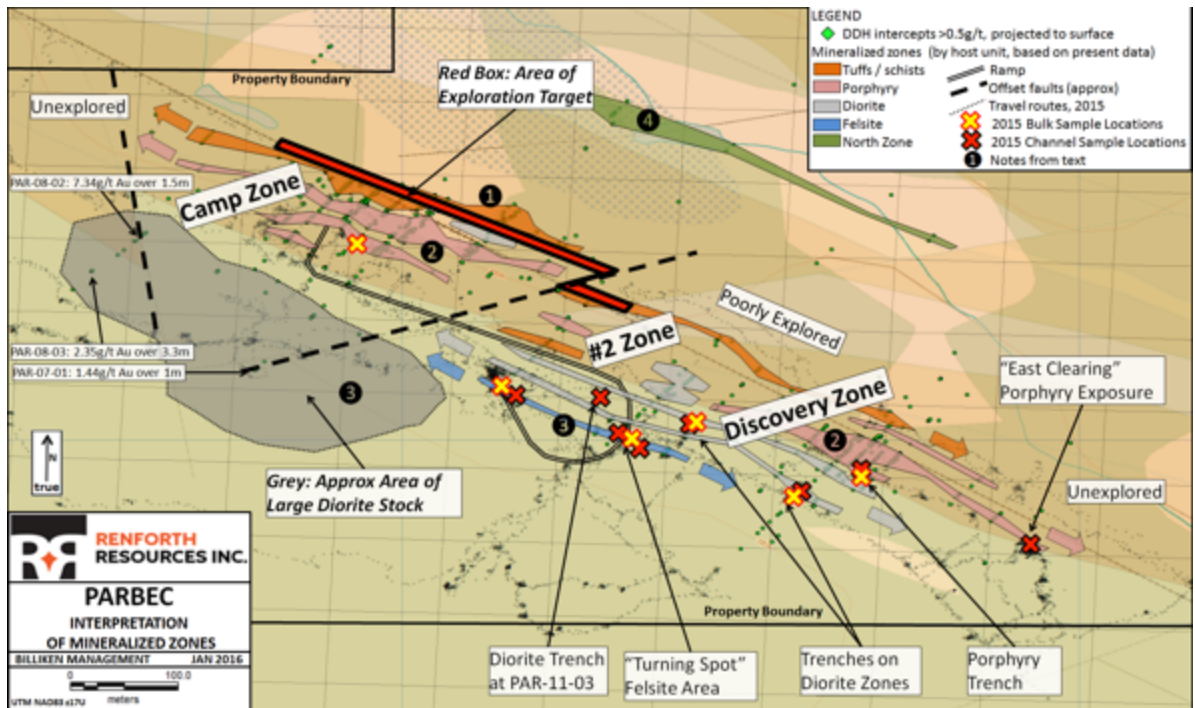 LEGEND
DDH intercepts >0.5g/t, projected to surface
Mineralized zones (by host unit, based on present data)
Tuffs / schists
Porphyry
Diorite
Felsite
North Zone
Ramp
Offset faults (approx)
Travel routes, 2015
2015 Bulk Sample Locations
2015 Channel Sample Locations
1 Notes from text
Property Boundary
Red Box: Area of
Exploration Target
Unexplored
4
PAR-08-02: 7.34g/t Au over 1.5m
Camp Zone
1
2
Poorly Explored
#2 Zone
PAR-08-03: 2.35g/t Au over 3.3m
PAR-07-01: 1.44g/t Au over 1m
3
"East Clearing"
Porphyry Exposure
Discovery Zone
3
2
N
true
Grey: Approx Area of
Large Diorite Stock
Unexplored
RENFORTH
RESOURCES INC.
PARBEC
INTERPRETATION
OF MINERALIZED ZONES
BILLIKEN MANAGEMENT JAN 2016
0 100.0
meters
UTM NAD83 z17U
Property Boundary
Diorite Trench
at PAR-11-03
"Turning Spot"
Felsite Area
Trenches on
Diorite Zones
Porphyry
Trench